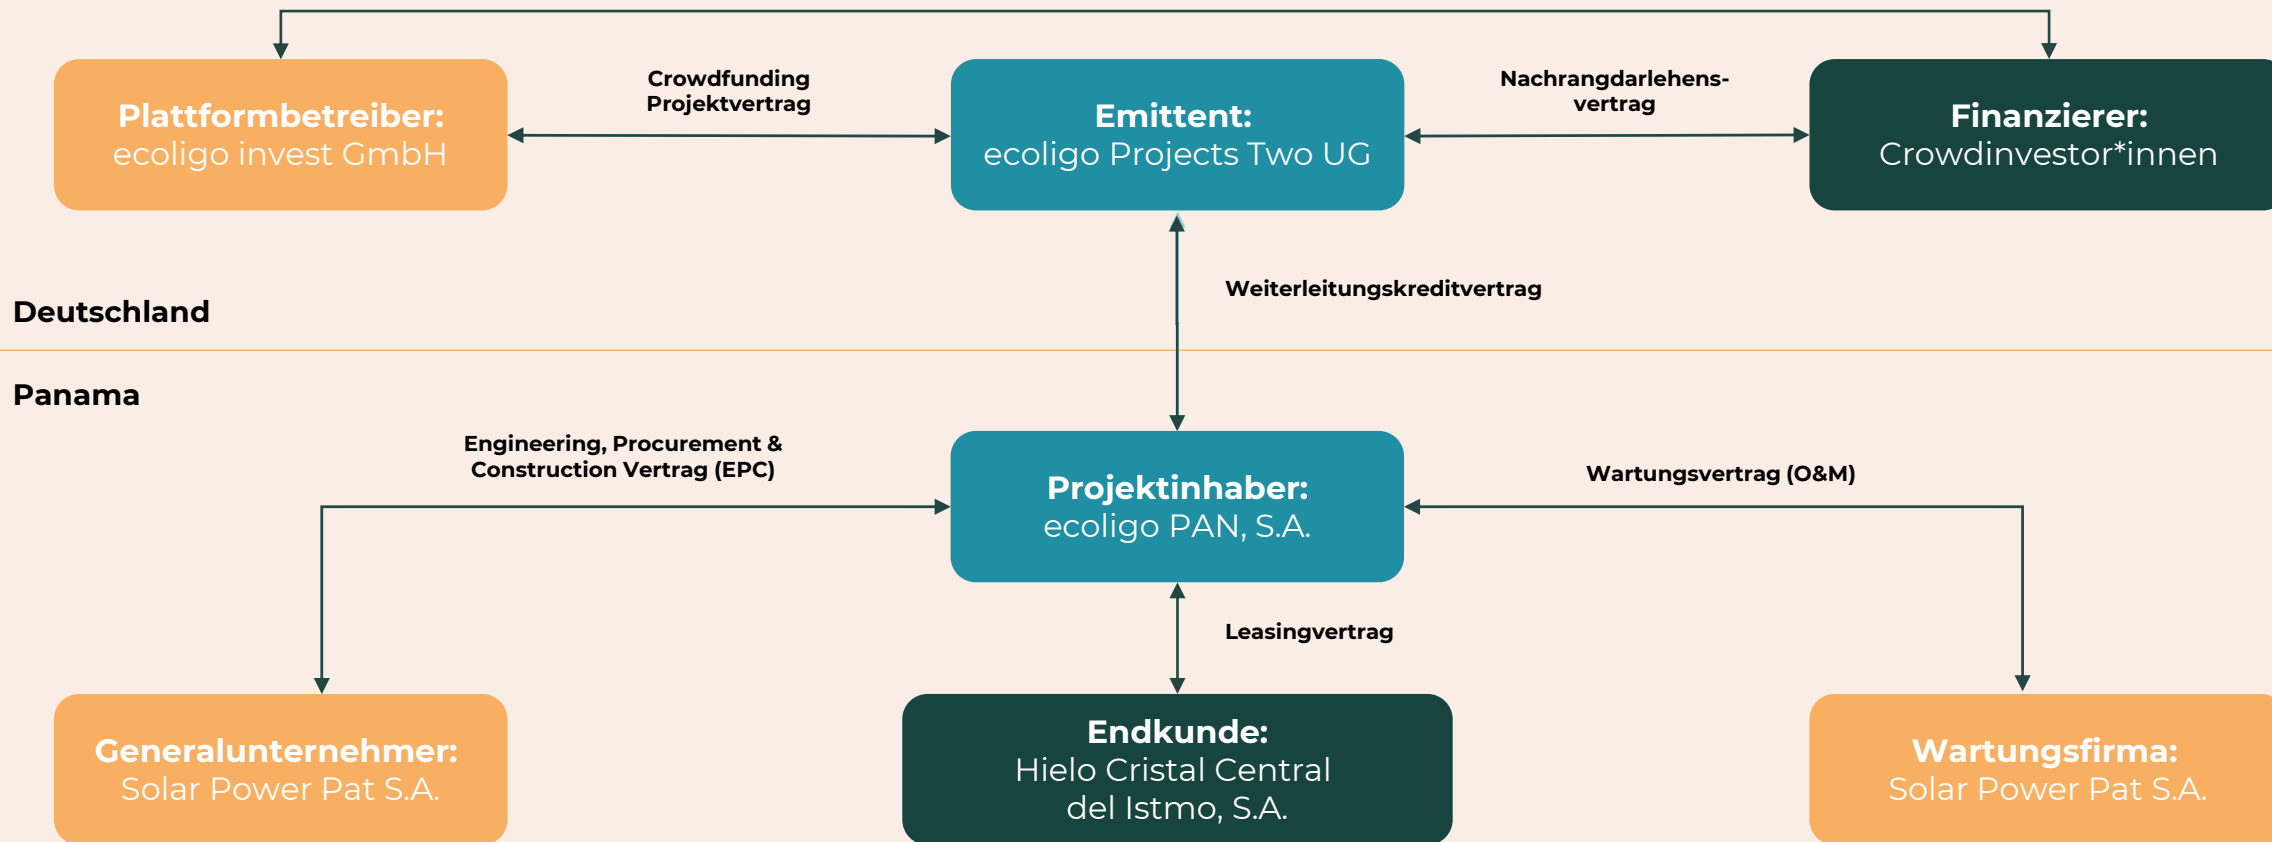 Plattformbetreiber:
ecoligo invest GmbH
Crowdfunding
Projektvertrag
Emittent:
ecoligo Projects Two UG
Nachrangdarlehens-
vertrag
Finanzierer:
Crowdinvestor*innen
Weiterleitungskreditvertrag
Deutschland
Panama
Engineering, Procurement &
Construction Vertrag (EPC)
Projektinhaber:
ecoligo PAN, S.A.
Wartungsvertrag (O&M)
Leasingvertrag
Generalunternehmer:
Solar Power Pat S.A.
Endkunde:
Hielo Cristal Central
del Istmo, S.A.
Wartungsfirma:
Solar Power Pat S.A.